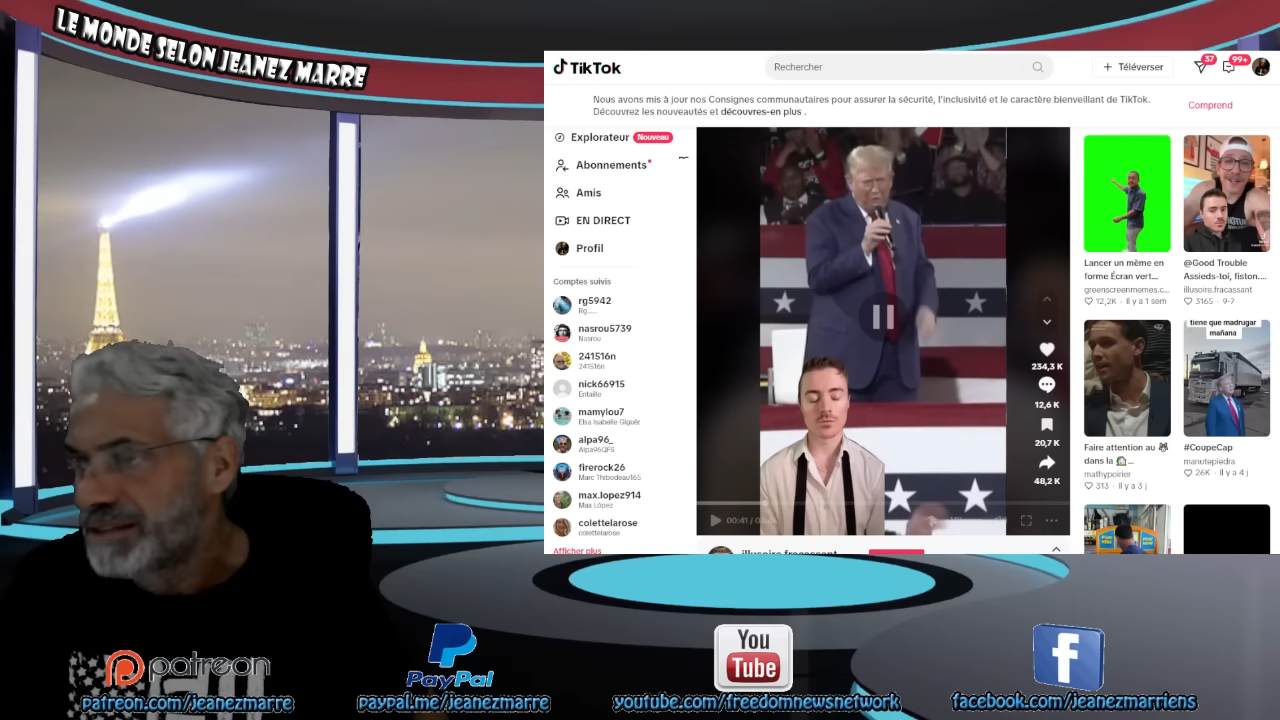 LE MONDE SELON JEANEZ MARRE
TikTok
Rechercher
Téléverser
37
99+
Nous avons mis à jour nos Consignes communautaires pour assurer la sécurité, l'inclusivité et le caractère bienveillant de TikTok.
Découvrez les nouveautés et découvres-en plus .
Comprend
Explorateur Nouveau
Abonnements
Amis
EN DIRECT
Profil
Comptes suivis
rg5942
Rg.....
nasrou5739
Nasrou
241516n
241516n
nick66915
Entaille
mamylou7
Elsa Isabelle Giguèr
alpa96_
Alpa96QFS
firerock26
Marc Thibodeau165
max.lopez914
Max López
colettelarose
colettelarose
Afficher plus
234,3 K
12,6 K
20,7 K
48,2 K
00:41
illusoire.fracassant
Lancer un mème en
forme Écran vert...
greenscreenmemes.c...
12,2K · Il y a 1 sem
@Good Trouble
Assieds-toi, fiston....
illusoire.fracassant
3165 · 9-7
Faire attention au
dans la ...
mathypoirier
313 · Il y a 3 j
tiene que madrugar
mañana
#CoupeCap
manutepiedra
26K · Il y a 4 j
patreon
patreon.com/jeanezmarre
PayPal
paypal.me/jeanezmarre
You
Tube
youtube.com/freedomnewsnetwork
f
facebook.com/jeanezmarriens